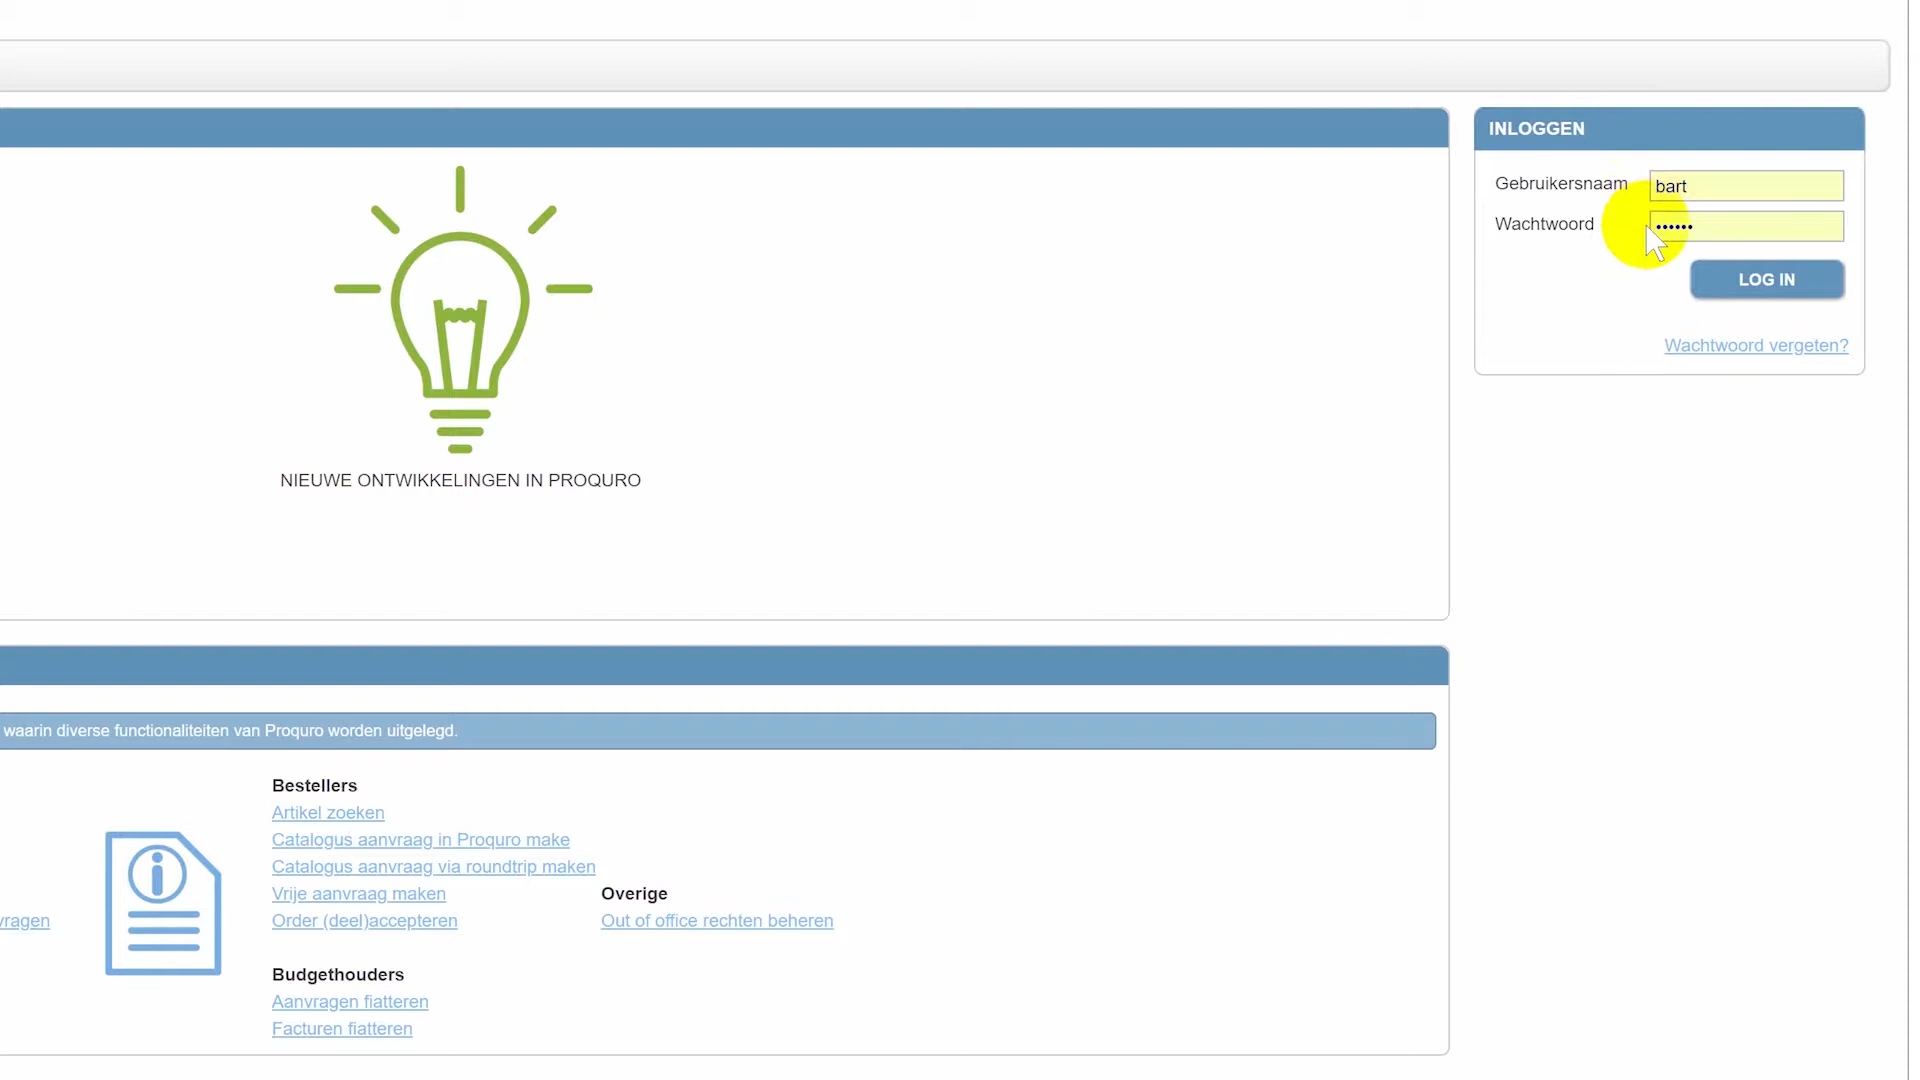 INLOGGEN
Gebruikersnaam bart
Wachtwoord ••••••
LOG IN
Wachtwoord vergeten?
NIEUWE ONTWIKKELINGEN IN PROQURO
waarin diverse functionaliteiten van Proquro worden uitgelegd.
Bestellers
Artikel zoeken
Catalogus aanvraag in Proquro make
Catalogus aanvraag via roundtrip maken
Vrije aanvraag maken
Order (deel)accepteren
Overige
Out of office rechten beheren
vragen
Budgethouders
Aanvragen fiatteren
Facturen fiatteren